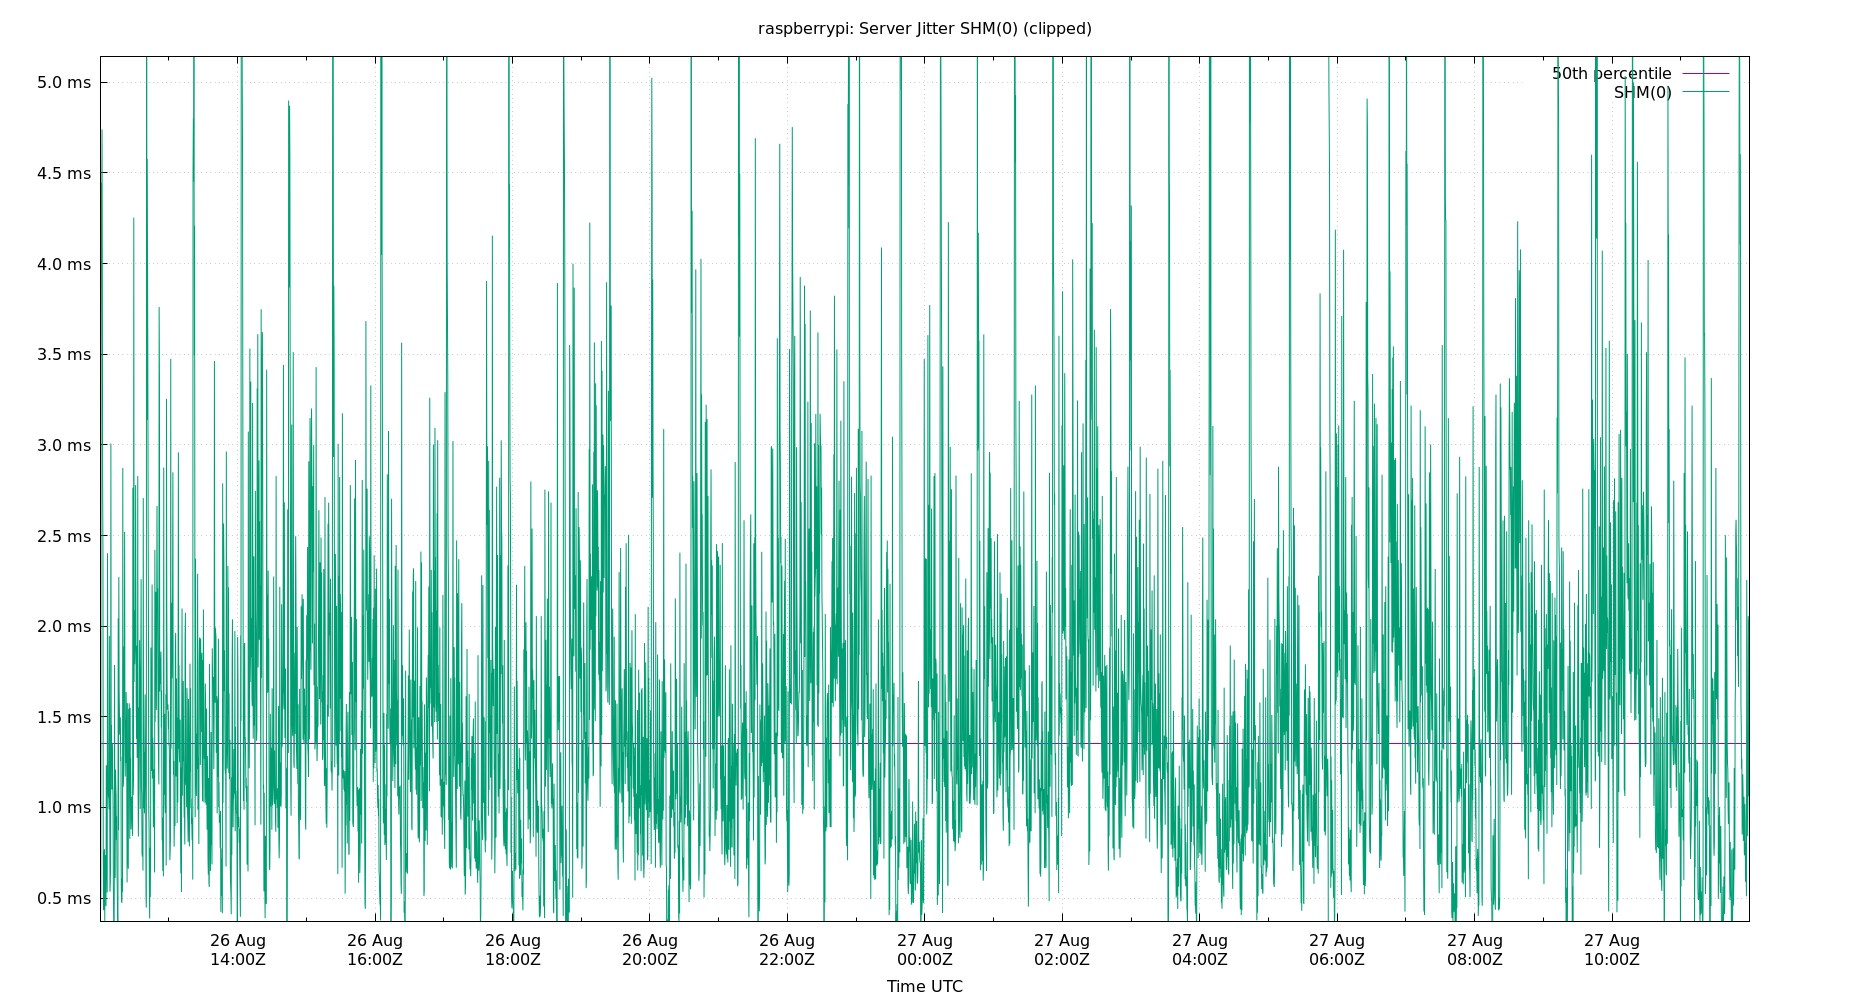 raspberrypi: Server Jitter SHM(0) (clipped)
50th percentile
SHM(0)
5.0 ms
4.5 ms
4.0 ms
3.5 ms
3.0 ms
2.5 ms
2.0 ms
1.5 ms
1.0 ms
0.5 ms
26 Aug 26 Aug 26 Aug 26 Aug 26 Aug 27 Aug 27 Aug 27 Aug 27 Aug 27 Aug 27 Aug
14:00Z 16:00Z 18:00Z 20:00Z 22:00Z 00:00Z 02:00Z 04:00Z 06:00Z 08:00Z 10:00Z
Time UTC